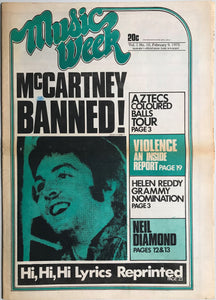 Music
Week
20c
Vol. 1, No. 10, February 9, 1973
McCARTNEY
BANNED!
AZTECS
COLOURED
BALLS
TOUR
PAGE 3
VIOLENCE
AN INSIDE
REPORT PAGE 19
HELEN REDDY
GRAMMY
NOMINATION
PAGE 3
NEIL
DIAMOND
PAGES 12 & 13
Hi, Hi, Hi Lyrics Reprinted